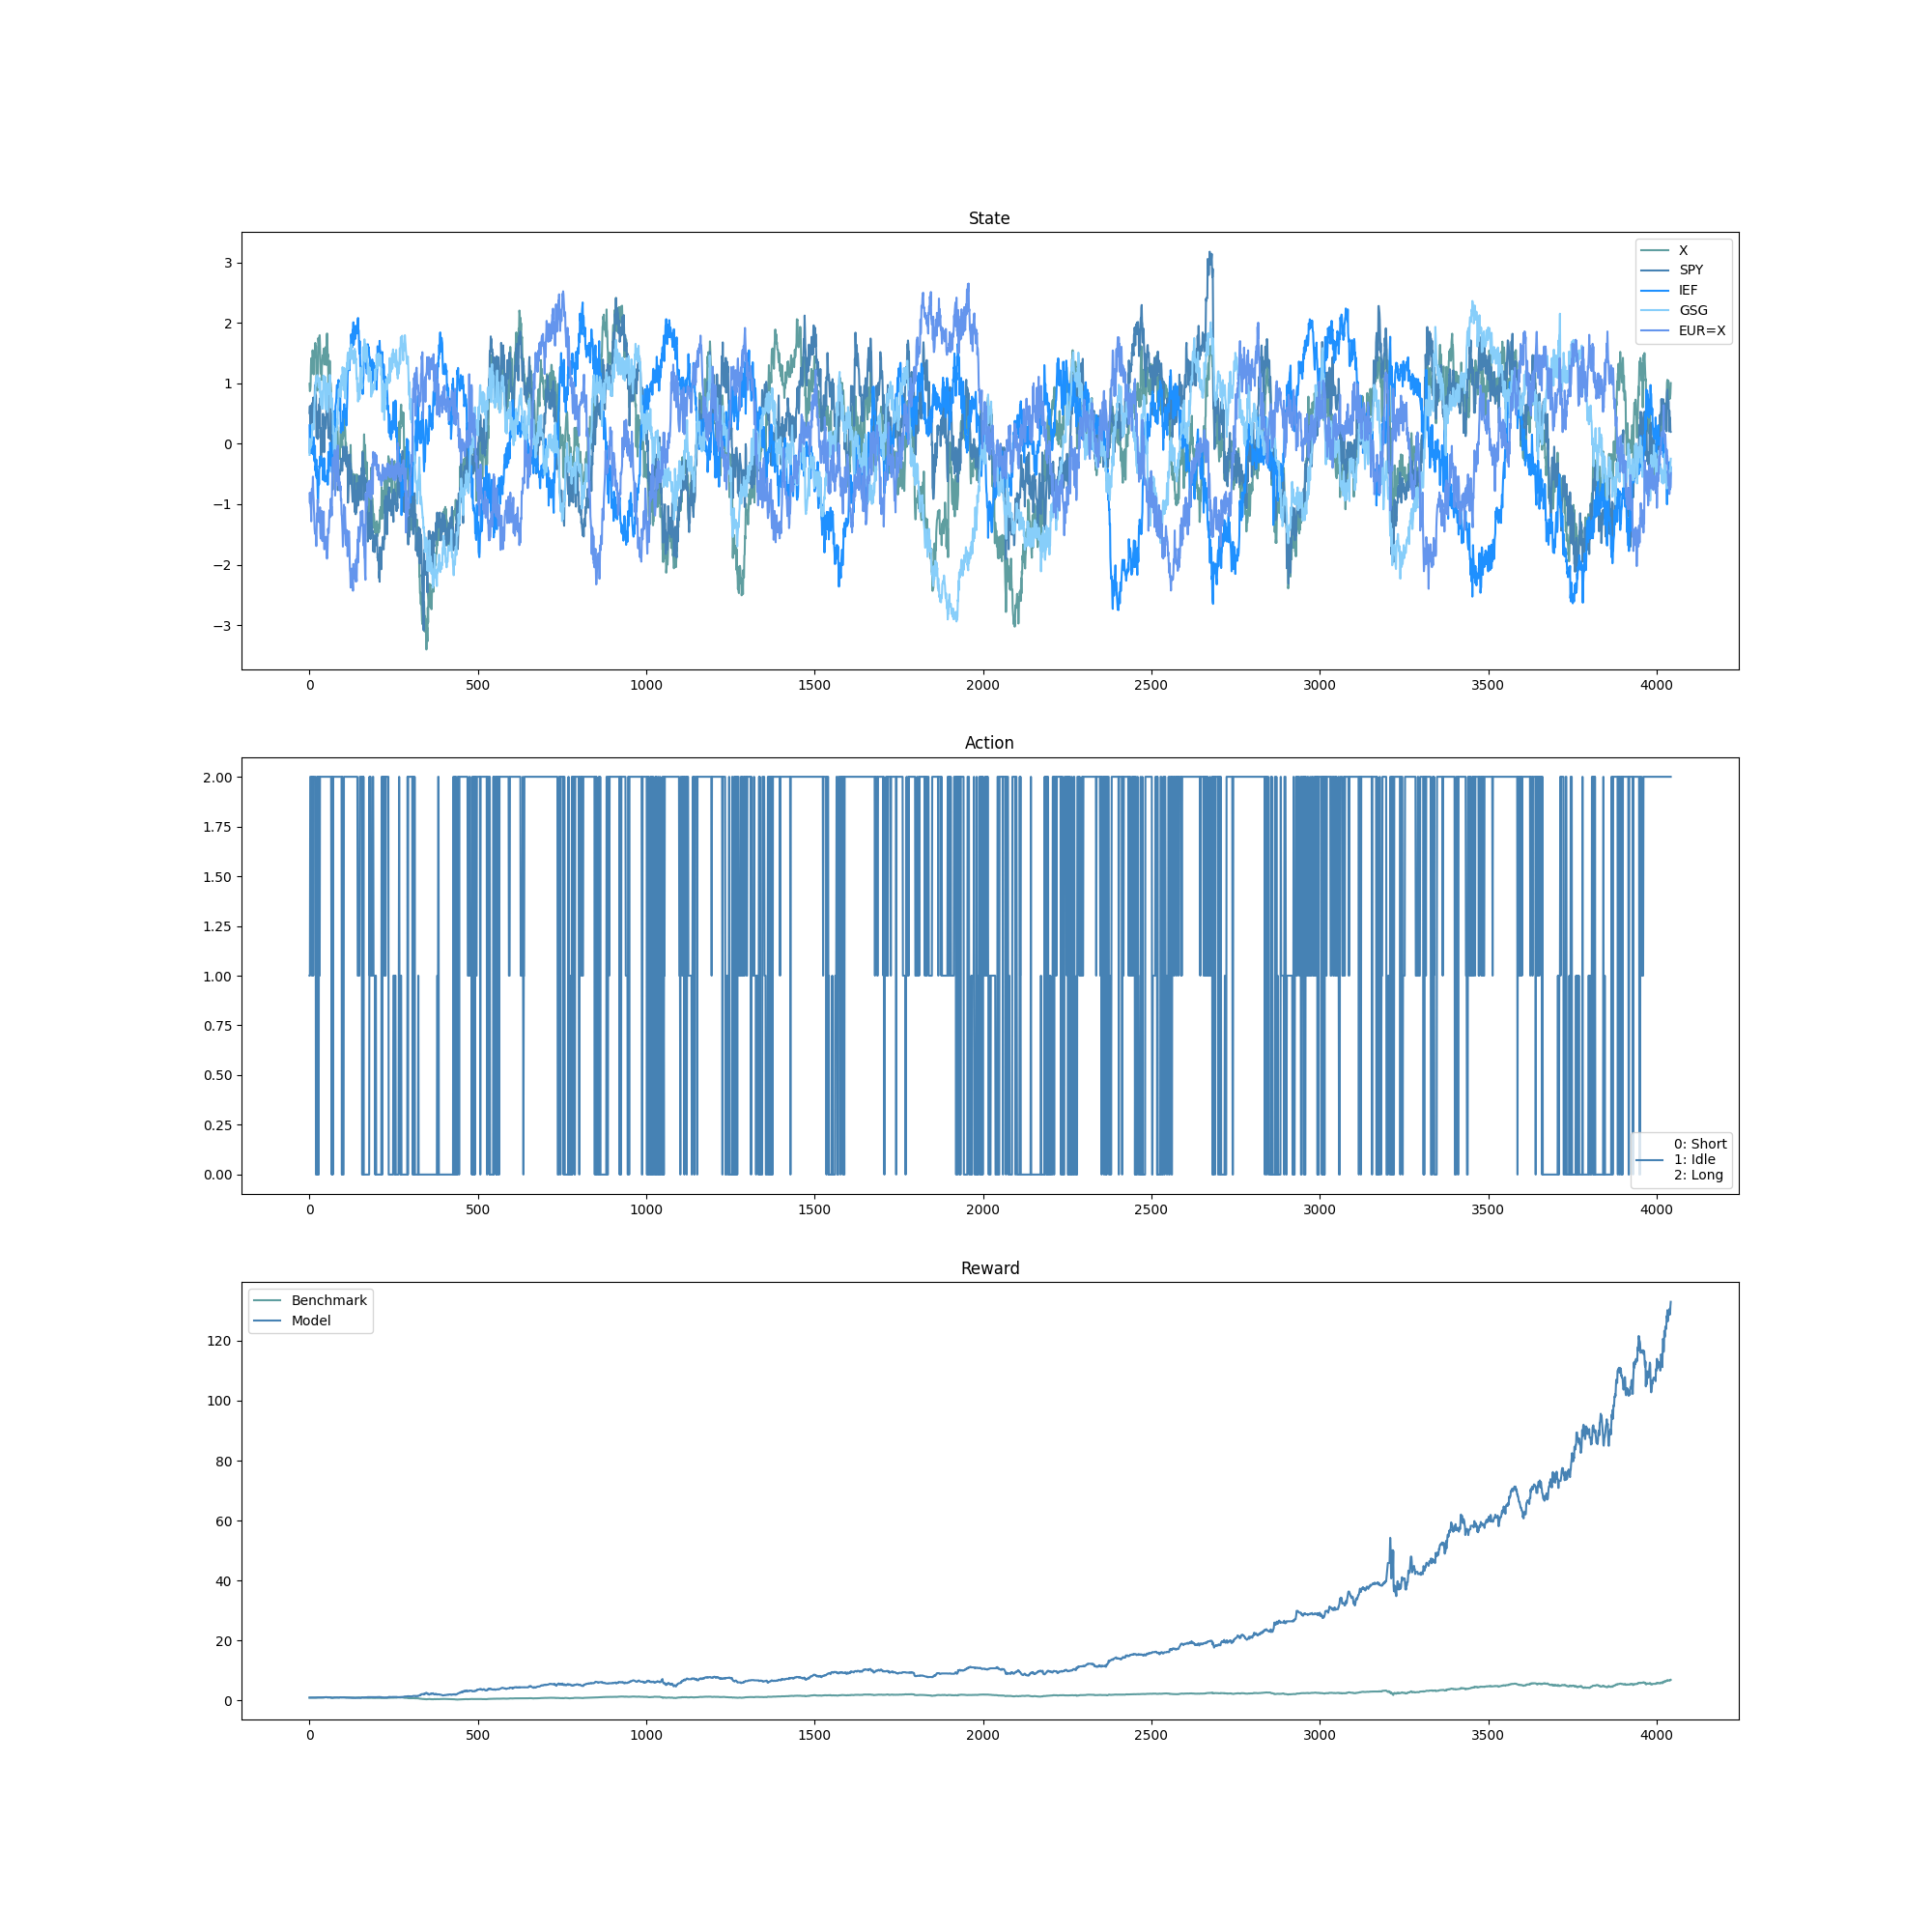 State
3
2
1
0
−1
−2
−3
X
SPY
IEF
GSG
EUR=X
0 500 1000 1500 2000 2500 3000 3500 4000
Action
2.00
1.75
1.50
1.25
1.00
0.75
0.50
0.25
0.00
0: Short
1: Idle
2: Long
0 500 1000 1500 2000 2500 3000 3500 4000
Reward
Benchmark
Model
120
100
80
60
40
20
0
0 500 1000 1500 2000 2500 3000 3500 4000